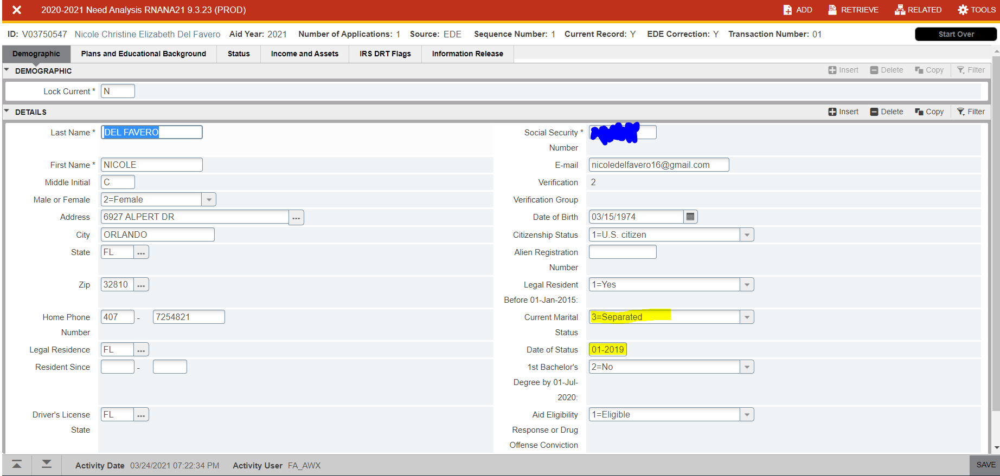 2020-2021 Need Analysis RNANA21 9.3.23 (PROD) ADD RETRIEVE RELATED TOOLS
ID: V03750547 Nicole Christine Elizabeth Del Favero Aid Year: 2021 Number of Applications: 1 Source: EDE Sequence Number: 1 Current Record: Y EDE Correction: Y Transaction Number: 01 Start Over
Demographic Plans and Educational Background Status Income and Assets IRS DRT Flags Information Release
DEMOGRAPHIC Insert Delete Copy Filter
Lock Current * N
DETAILS Insert Delete Copy Filter
Last Name * DEL FAVERO Social Security *
Number
First Name * NICOLE E-mail nicoledelfavero16@gmail.com
Middle Initial C Verification 2
Male or Female 2=Female Verification Group
Address 6927 ALPERT DR ... Date of Birth 03/15/1974
City ORLANDO Citizenship Status 1=U.S. citizen
State FL ... Alien Registration
Number
Zip 32810 ... Legal Resident 1=Yes
Before 01-Jan-2015:
Home Phone 407 - 7254821 Current Marital 3=Separated
Number Status
Legal Residence FL ... Date of Status 01-2019
Resident Since - 1st Bachelor's 2=No
Degree by 01-Jul-
2020:
Driver's License FL ... Aid Eligibility 1=Eligible
State Response or Drug
Offense Conviction
Activity Date 03/24/2021 07:22:34 PM Activity User FA_AWX SAVE